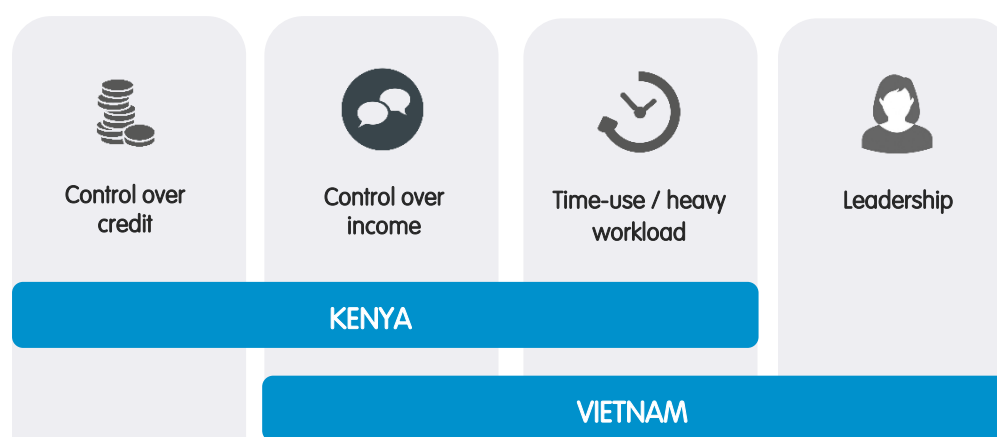 Control over
credit
Control over
income
Time-use / heavy
workload
Leadership
KENYA
VIETNAM